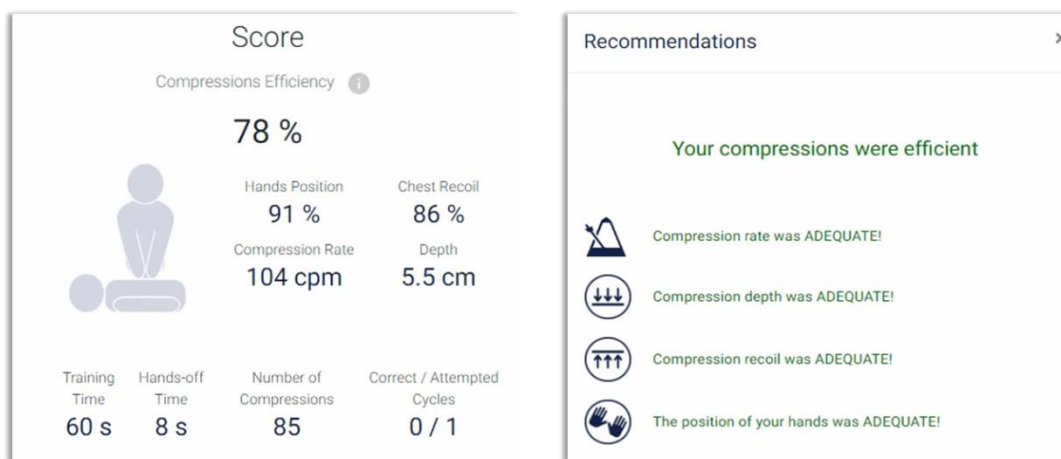 Score
Compressions Efficiency i
78 %
Hands Position Chest Recoil
91 % 86 %
Compression Rate Depth
104 cpm 5.5 cm
Training Time Hands-off Time Number of Compressions Correct / Attempted Cycles
60 s 8 s 85 0 / 1
Recommendations ×
Your compressions were efficient
Compression rate was ADEQUATE!
Compression depth was ADEQUATE!
Compression recoil was ADEQUATE!
The position of your hands was ADEQUATE!